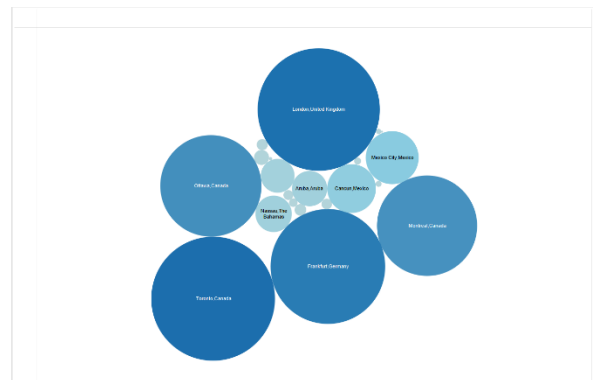 London,United Kingdom
Mexico City,Mexico
Ottawa,Canada
Aruba,Aruba
Cancun,Mexico
Nassau,The
Bahamas
Montreal,Canada
Frankfurt,Germany
Toronto,Canada